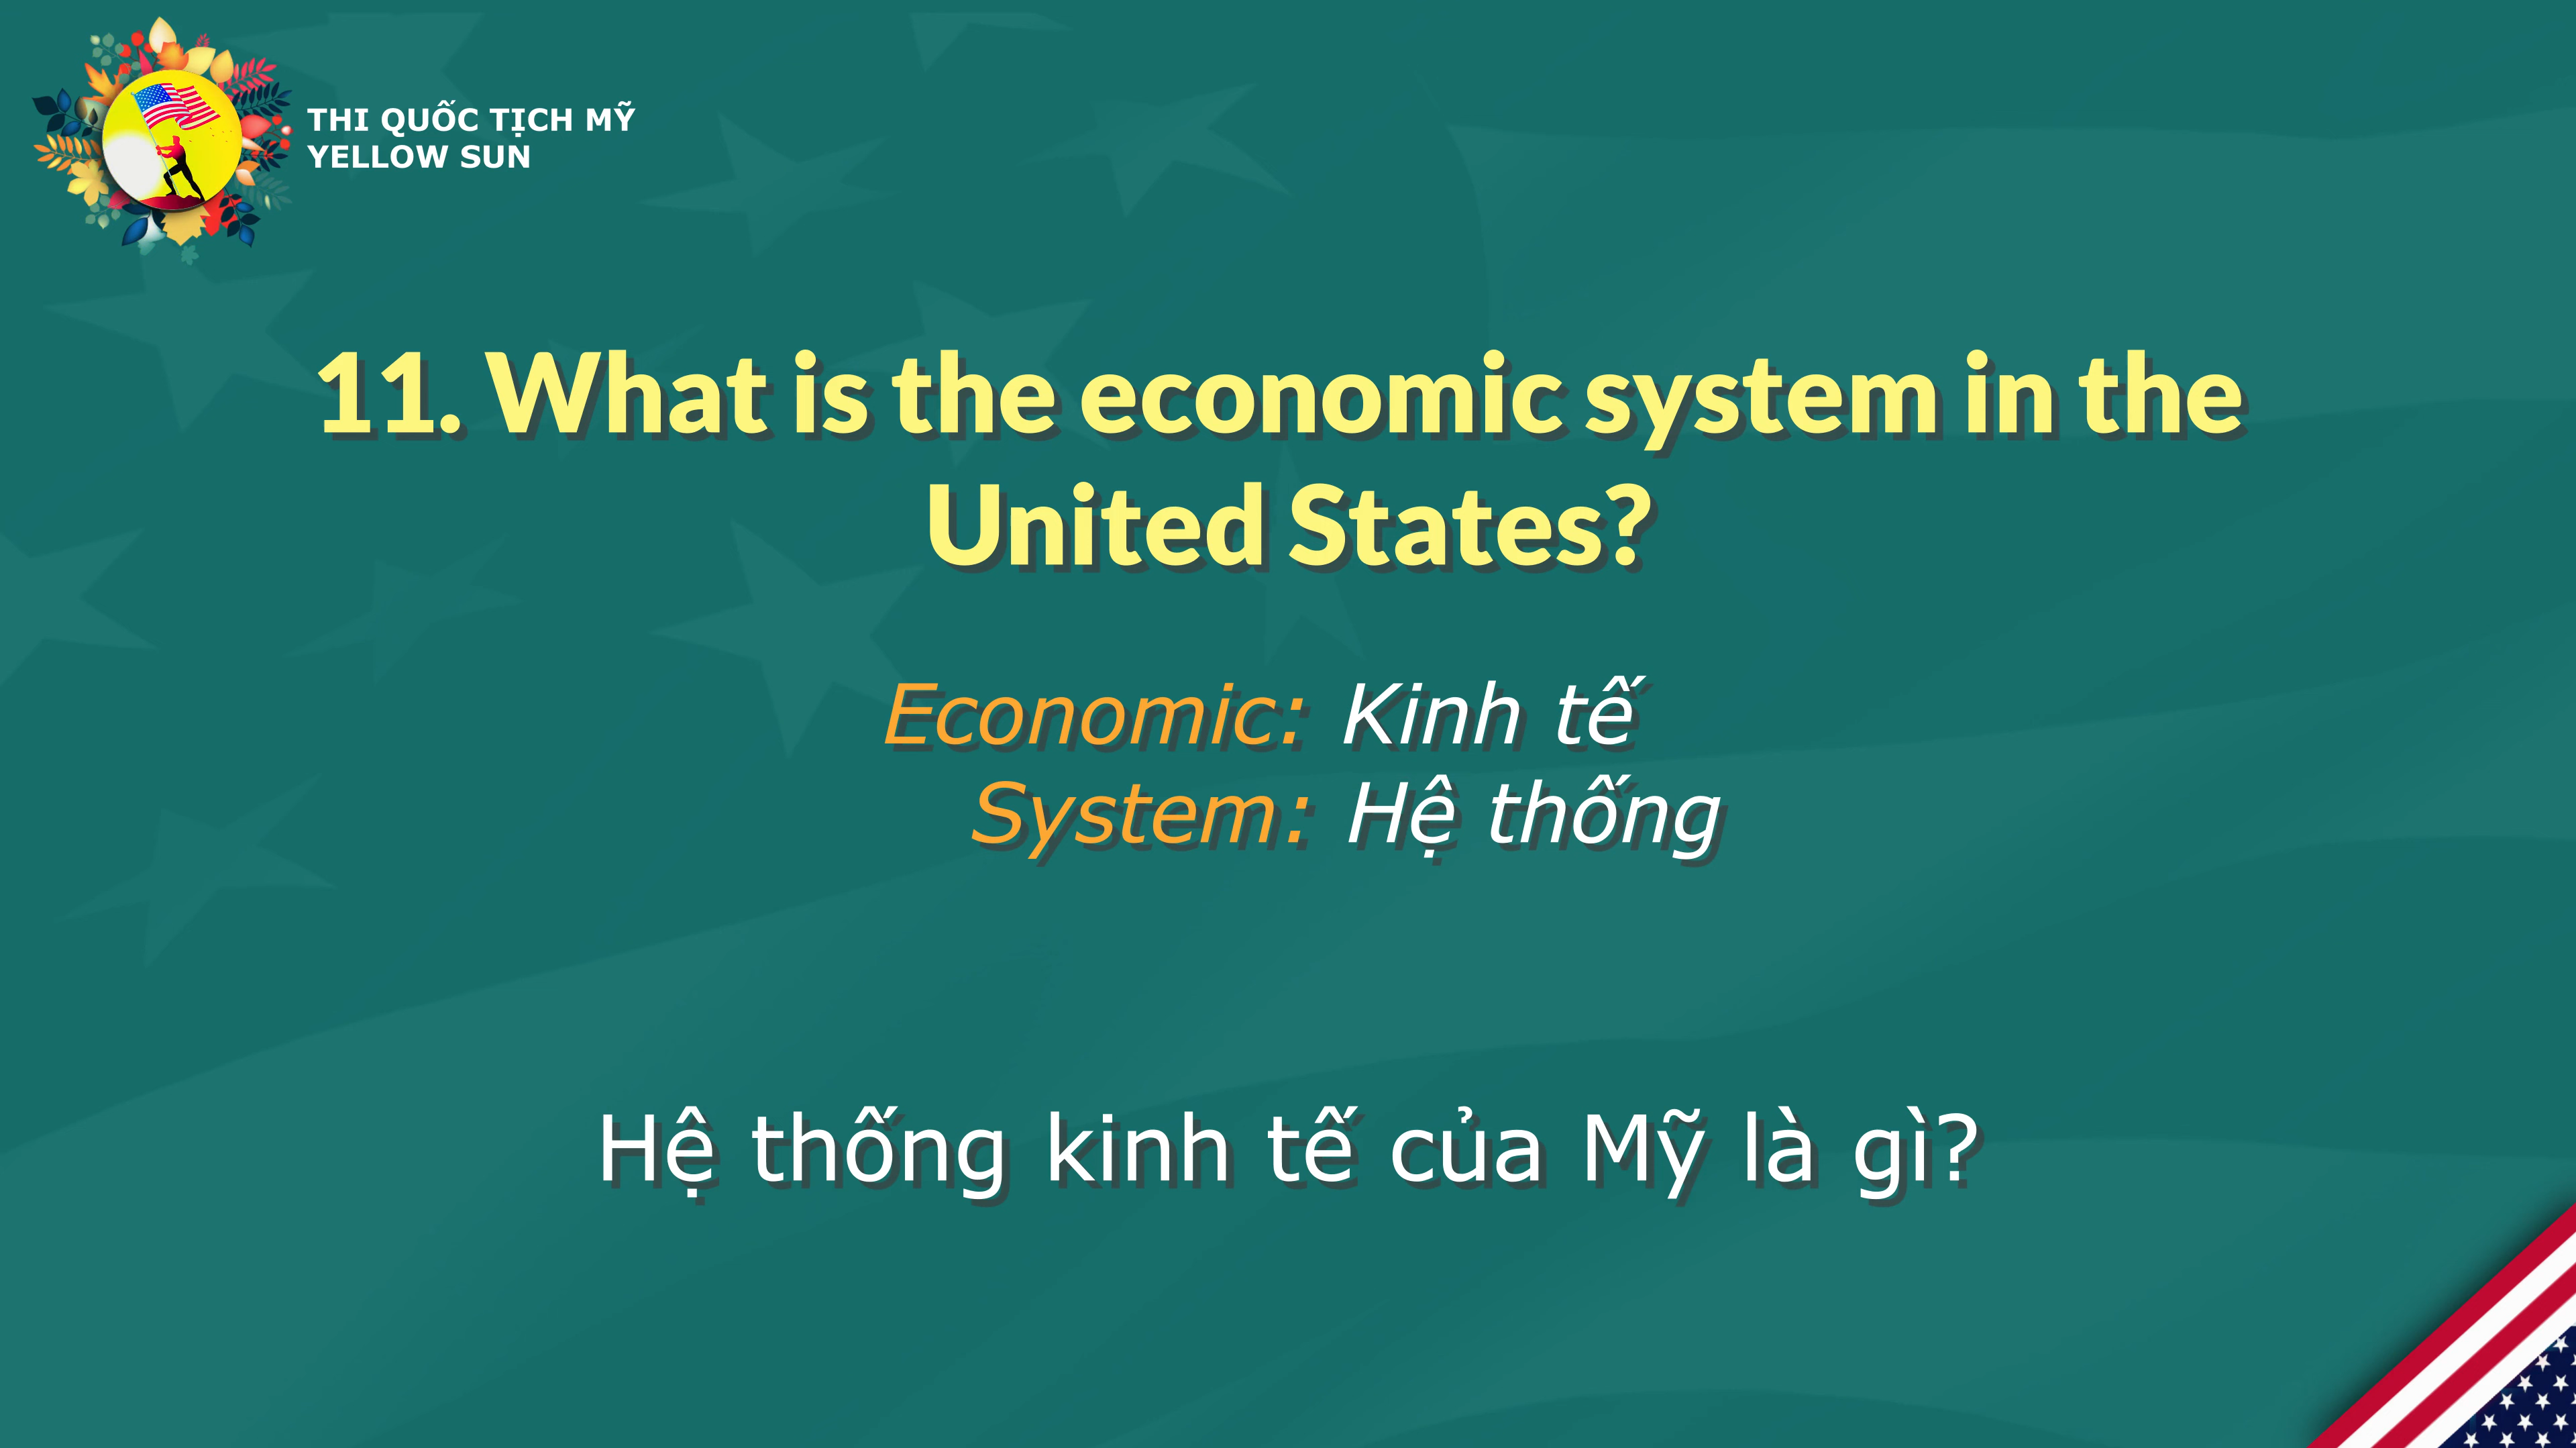 THI QUỐC TỊCH MỸ
YELLOW SUN
11. What is the economic system in the
United States?
Economic: Kinh tế
System: Hệ thống
Hệ thống kinh tế của Mỹ là gì?